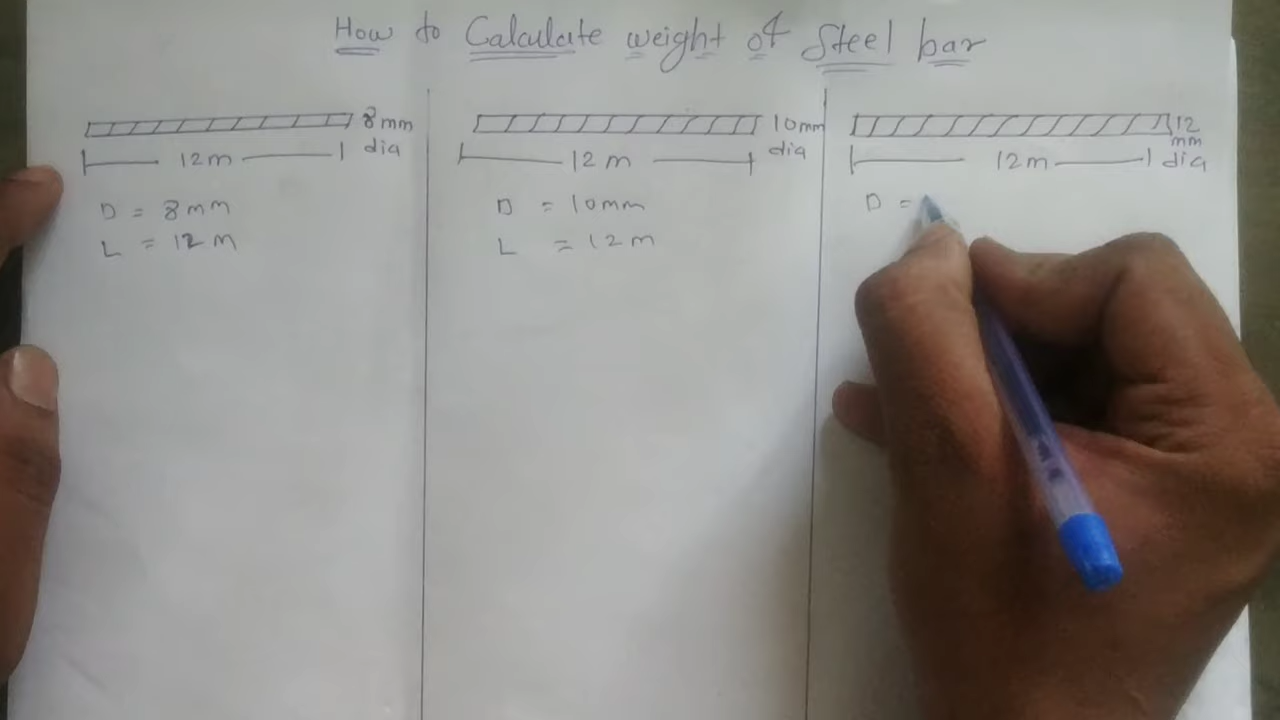 How to Calculate weight of Steel bar
8mm
dia
12m
D = 8mm
L = 12m
10mm
dia
12m
D = 10mm
L = 12m
12
mm
dia
12m
D =